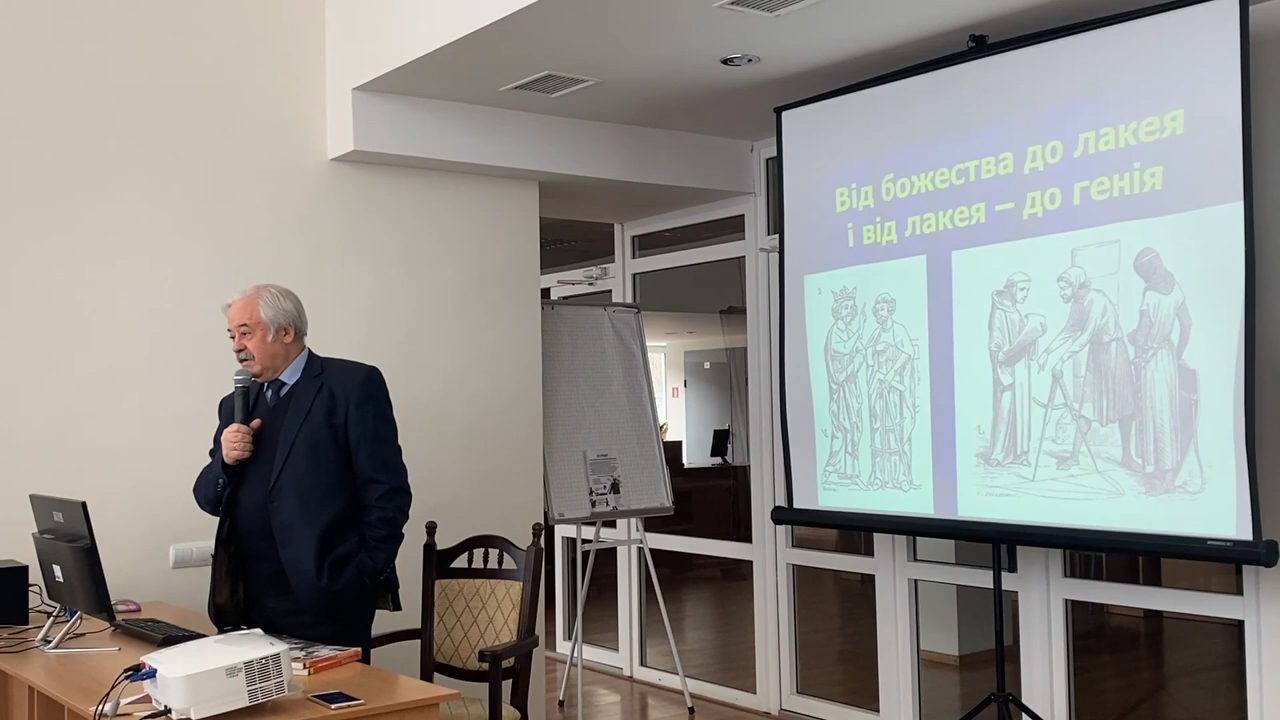 Від божества до лакея
і від лакея – до генія